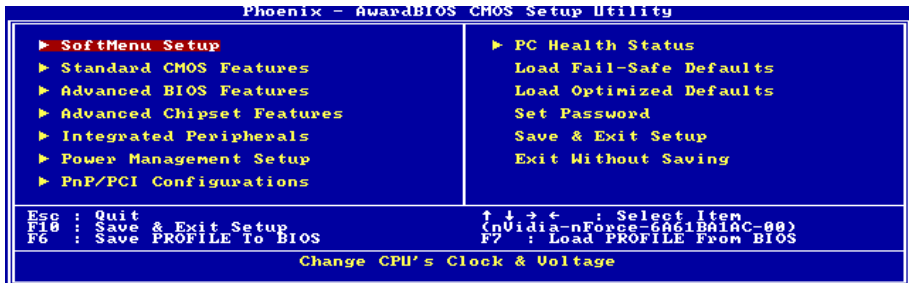 Phoenix - AwardBIOS CMOS Setup Utility
► SoftMenu Setup
► Standard CMOS Features
► Advanced BIOS Features
► Advanced Chipset Features
► Integrated Peripherals
► Power Management Setup
► PnP/PCI Configurations
► PC Health Status
Load Fail-Safe Defaults
Load Optimized Defaults
Set Password
Save & Exit Setup
Exit Without Saving
Esc : Quit
F10 : Save & Exit Setup
F6 : Save PROFILE To BIOS
↑ ↓ → ← : Select Item
(nVidia-nForce-6A61BA1AC-00)
F7 : Load PROFILE From BIOS
Change CPU's Clock & Voltage